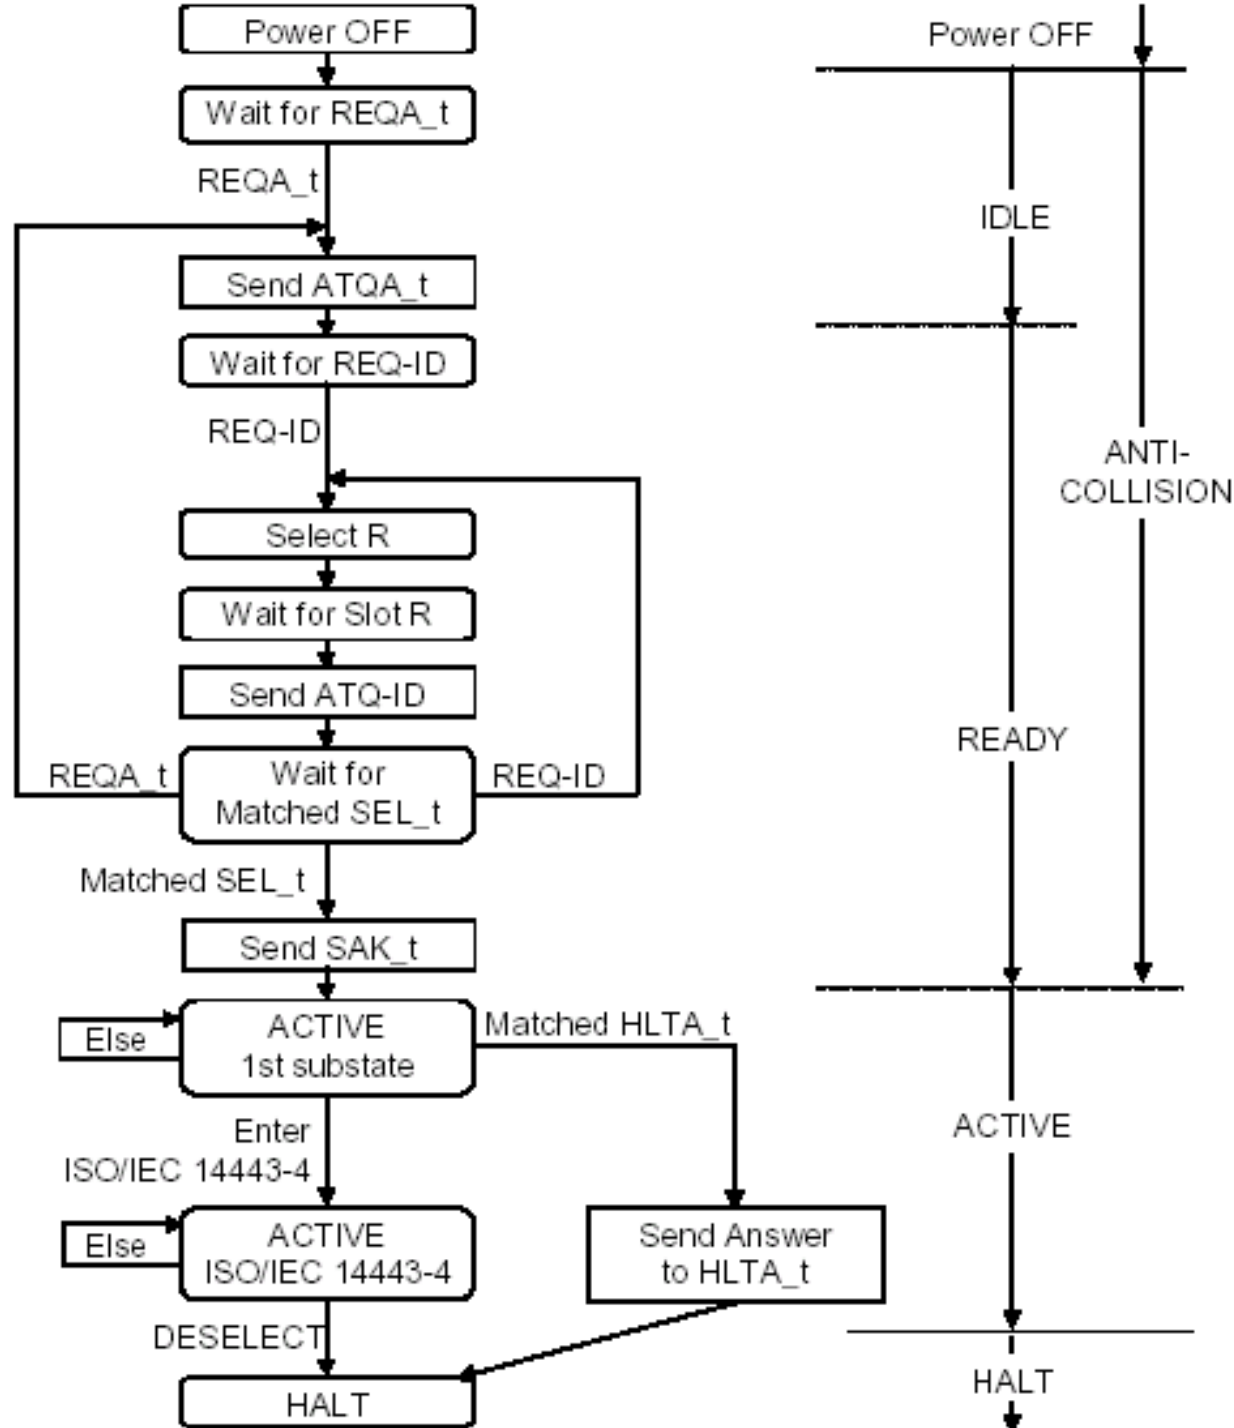 Power OFF
Wait for REQA_t
REQA_t
Send ATQA_t
Wait for REQ-ID
REQ-ID
Select R
Wait for Slot R
Send ATQ-ID
REQA_t
Wait for
Matched SEL_t
REQ-ID
Matched SEL_t
Send SAK_t
Else
ACTIVE
1st substate
Matched HLTA_t
Enter
ISO/IEC 14443-4
Else
ACTIVE
ISO/IEC 14443-4
Send Answer
to HLTA_t
DESELECT
HALT
Power OFF
IDLE
ANTI-
COLLISION
READY
ACTIVE
HALT